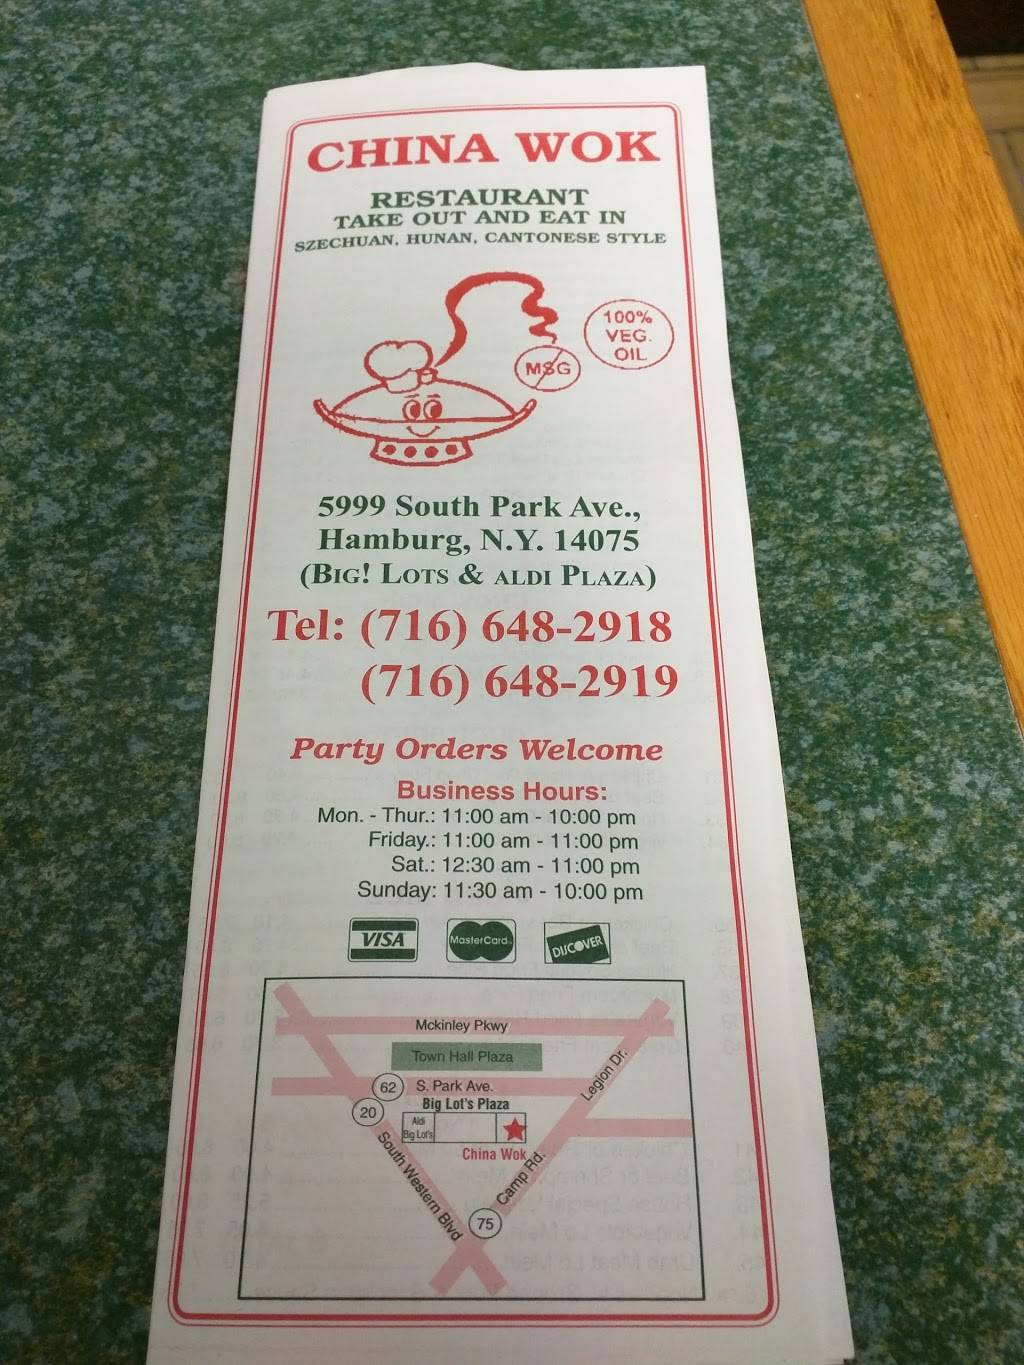 CHINA WOK
RESTAURANT
TAKE OUT AND EAT IN
SZECHUAN, HUNAN, CANTONESE STYLE
100%
VEG.
OIL
MSG
5999 South Park Ave.,
Hamburg, N.Y. 14075
(BIG! LOTS & ALDI PLAZA)
Tel: (716) 648-2918
(716) 648-2919
Party Orders Welcome
Business Hours:
Mon. - Thur.: 11:00 am - 10:00 pm
Friday.: 11:00 am - 11:00 pm
Sat.: 12:30 am - 11:00 pm
Sunday: 11:30 am - 10:00 pm
VISA
MasterCard
DISCOVER
Mckinley Pkwy
Town Hall Plaza
62
S. Park Ave.
Legion Dr.
20
Big Lot's Plaza
Aldi
Big Lot's
China Wok
South Western Blvd
Camp Rd.
75